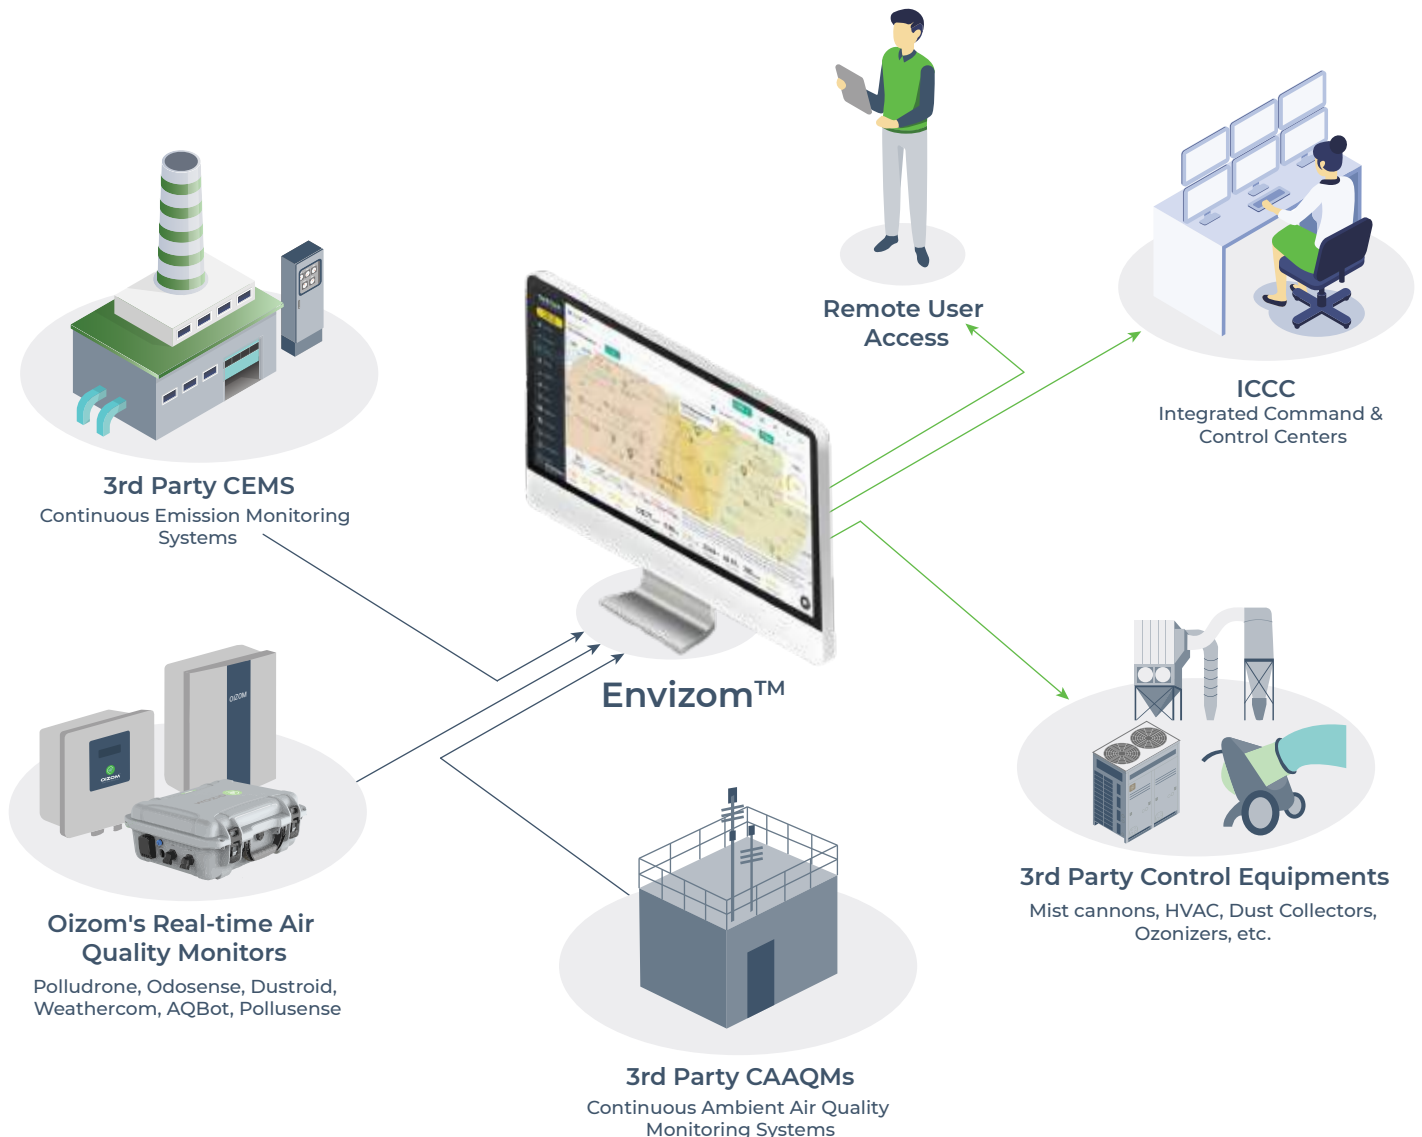 Remote User
Access
ICCC
Integrated Command &
Control Centers
3rd Party CEMS
Continuous Emission Monitoring
Systems
Envizom™
OIZOM
OIZOM
3rd Party Control Equipments
Mist cannons, HVAC, Dust Collectors,
Ozonizers, etc.
Oizom's Real-time Air
Quality Monitors
Polludrone, Odosense, Dustroid,
Weathercom, AQBot, Pollusense
3rd Party CAAQMs
Continuous Ambient Air Quality
Monitoring Systems